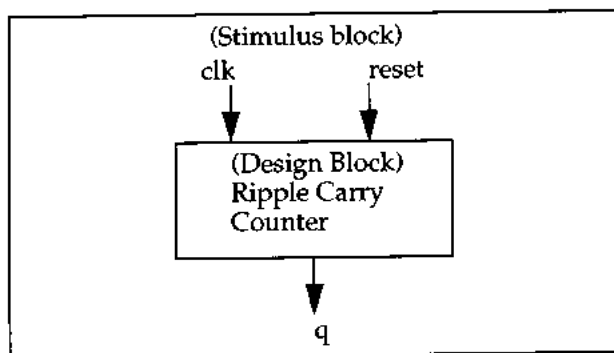 (Stimulus block)
clk reset
(Design Block)
Ripple Carry
Counter
q